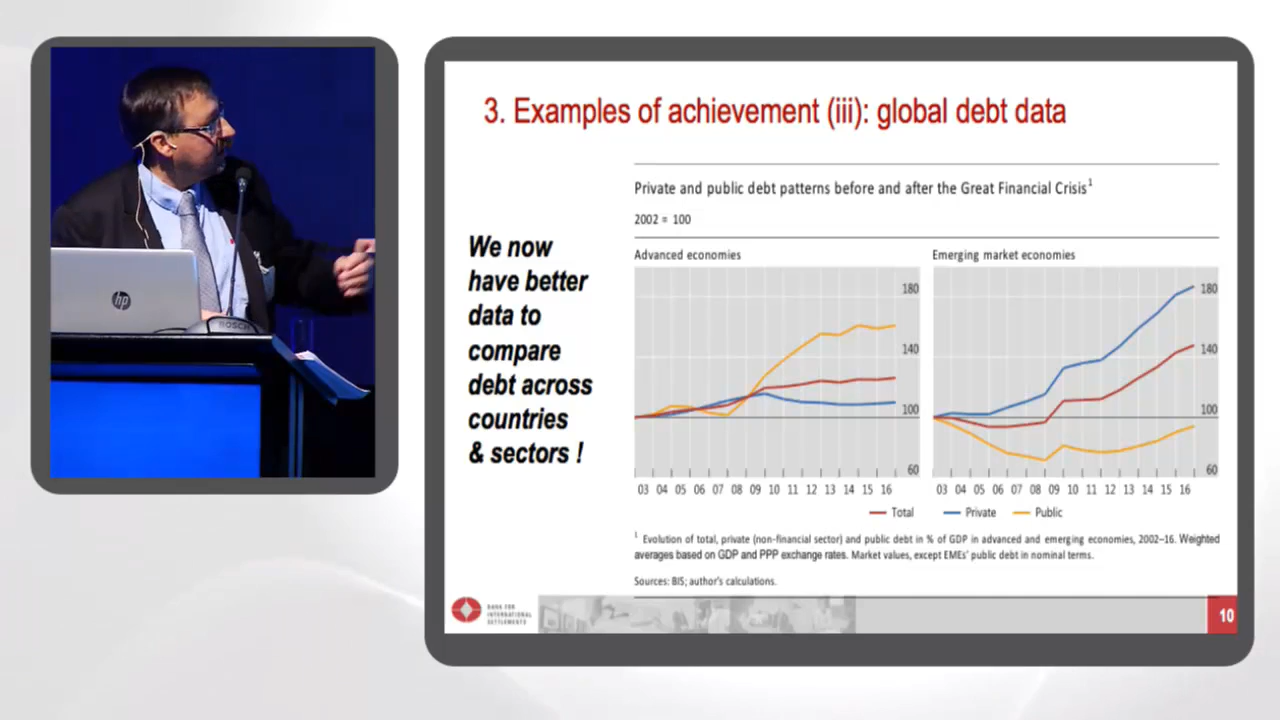 3. Examples of achievement (iii): global debt data
Private and public debt patterns before and after the Great Financial Crisis¹
2002 = 100
We now
have better
data to
compare
debt across
countries
& sectors !
Advanced economies
180
140
100
60
03 04 05 06 07 08 09 10 11 12 13 14 15 16
Emerging market economies
180
140
100
60
03 04 05 06 07 08 09 10 11 12 13 14 15 16
Total Private Public
¹ Evolution of total, private (non-financial sector) and public debt in % of GDP in advanced and emerging economies, 2002–16. Weighted
averages based on GDP and PPP exchange rates. Market values, except EMEs' public debt in nominal terms.
Sources: BIS; author's calculations.
BANK FOR
INTERNATIONAL
SETTLEMENTS
10
hp
BOSCH